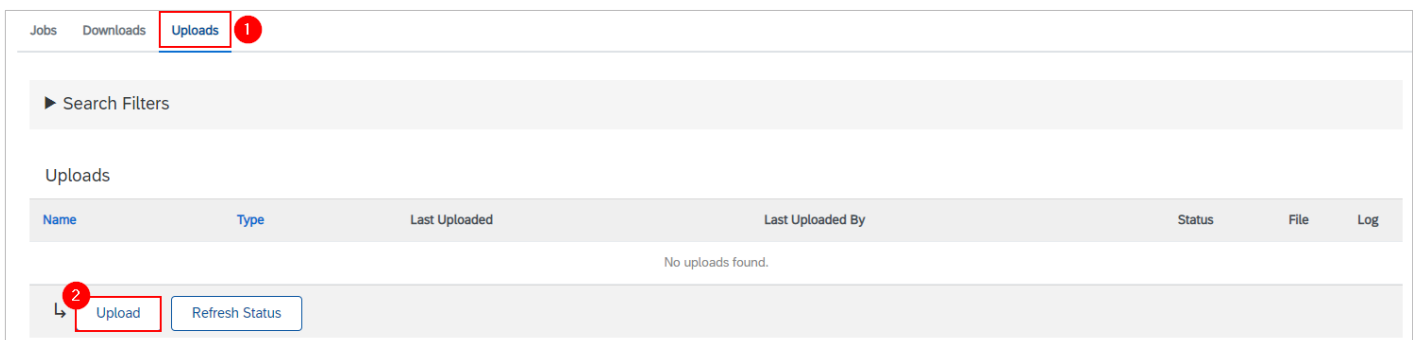 Jobs Downloads Uploads 1
▶ Search Filters
Uploads
Name Type Last Uploaded Last Uploaded By Status File Log
No uploads found.
2
↳ Upload Refresh Status